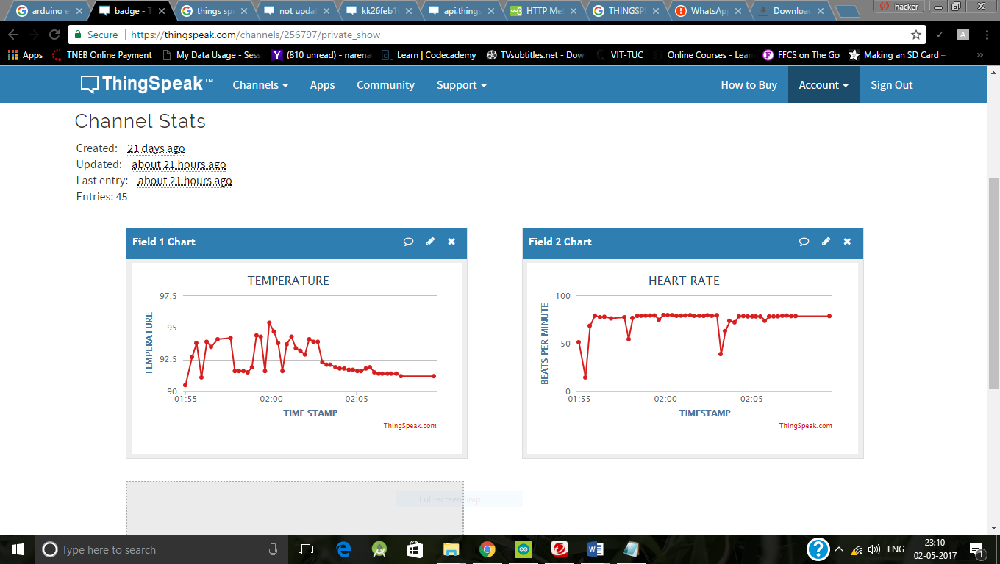 arduino e
badge - T
things spe
not updat
kk26feb1
api.things
HTTP Me
THINGSP
WhatsAp
Downloa
hacker
Secure https://thingspeak.com/channels/256797/private_show
Apps TNEB Online Payment My Data Usage - Sess (810 unread) - narena Learn | Codecademy TVsubtitles.net - Dow VIT-TUC Online Courses - Lear FFCS on The Go Making an SD Card –
ThingSpeak™ Channels Apps Community Support How to Buy Account Sign Out
Channel Stats
Created: 21 days ago
Updated: about 21 hours ago
Last entry: about 21 hours ago
Entries: 45
Field 1 Chart
TEMPERATURE
TEMPERATURE
97.5
95
92.5
90
01:55 02:00 02:05
TIME STAMP
ThingSpeak.com
Field 2 Chart
HEART RATE
BEATS PER MINUTE
100
50
0
01:55 02:00 02:05
TIMESTAMP
ThingSpeak.com
Full-screen Snip
Type here to search
ENG
23:10
02-05-2017
1